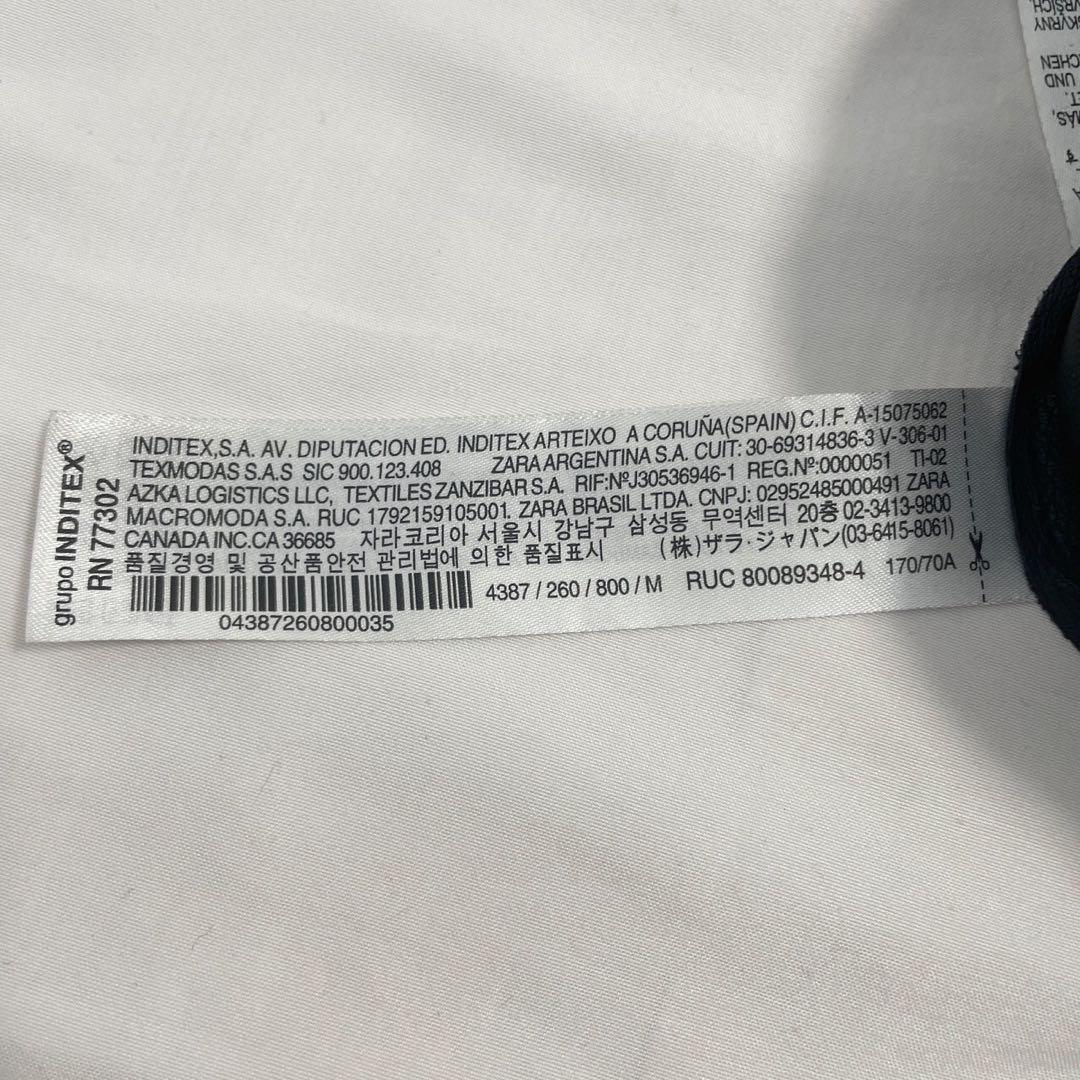 grupo INDITEX®
RN 77302
INDITEX,S.A. AV. DIPUTACION ED. INDITEX ARTEIXO A CORUÑA(SPAIN) C.I.F. A-15075062
TEXMODAS S.A.S SIC 900.123.408 ZARA ARGENTINA S.A. CUIT: 30-69314836-3 V-306-01
AZKA LOGISTICS LLC, TEXTILES ZANZIBAR S.A. RIF:NºJ30536946-1 REG.Nº:0000051 TI-02
MACROMODA S.A. RUC 1792159105001. ZARA BRASIL LTDA. CNPJ: 02952485000491 ZARA
CANADA INC.CA 36685 자라코리아 서울시 강남구 삼성동 무역센터 20층 02-3413-9800
품질경영 및 공산품안전 관리법에 의한 품질표시 (株)ザラ・ジャパン(03-6415-8061)
4387 / 260 / 800 / M RUC 80089348-4 170/70A
04387260800035
SKVRNY
UND